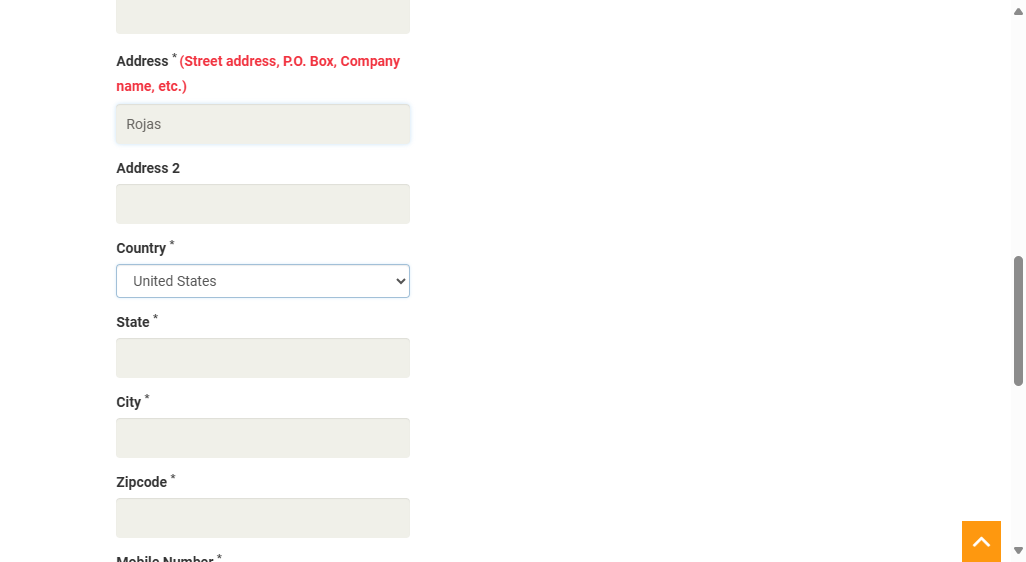 Address * (Street address, P.O. Box, Company
name, etc.)
Rojas
Address 2
Country *
United States
State *
City *
Zipcode *
Mobile Number *